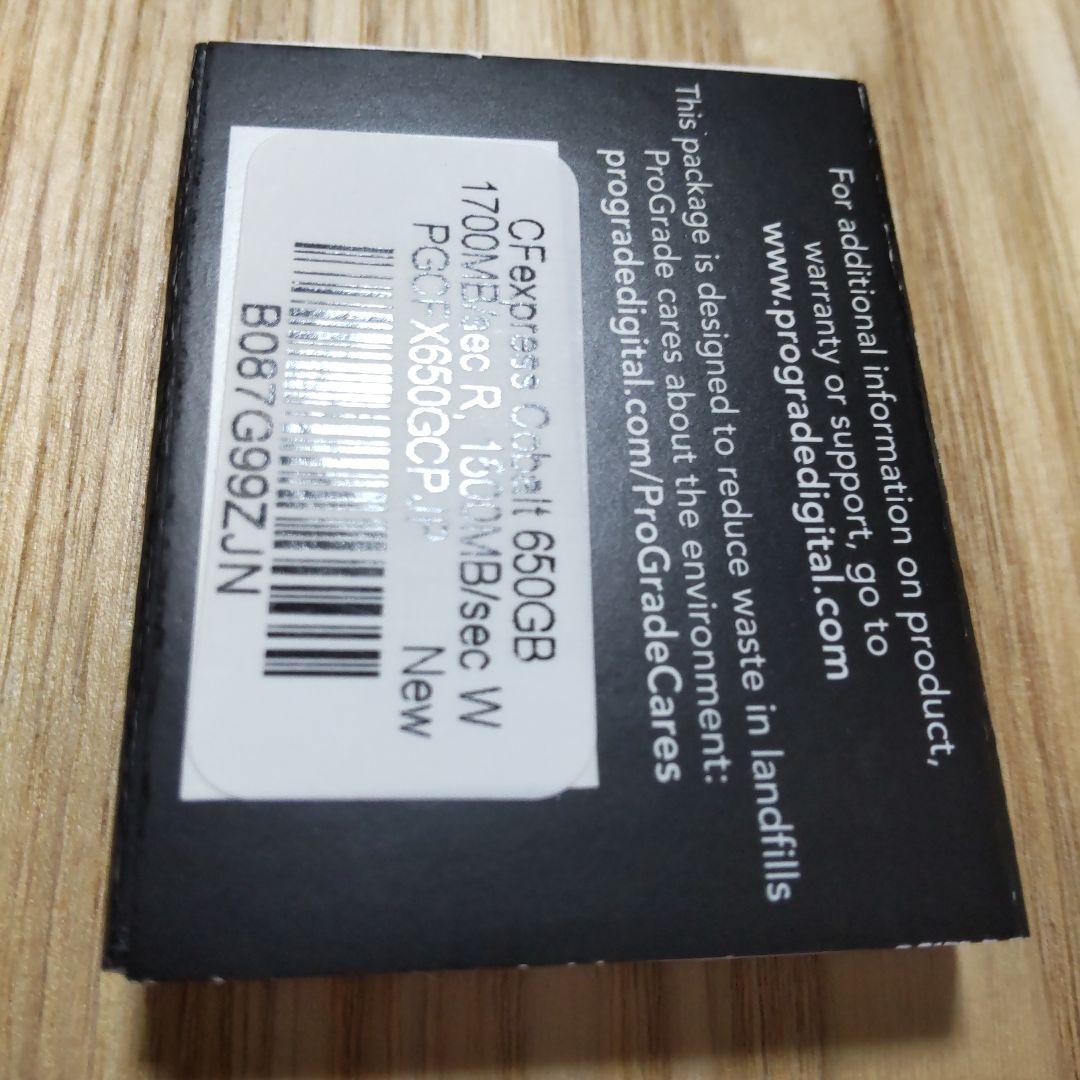 For additional information on product,
warranty or support, go to
www.progradedigital.com
This package is designed to reduce waste in landfills
ProGrade cares about the environment:
progradedigital.com/ProGradeCares
CFexpress Cobalt 650GB
1700MB/sec R, 1500MB/sec W
PGCFX650GCPJP New
B087G99ZJN